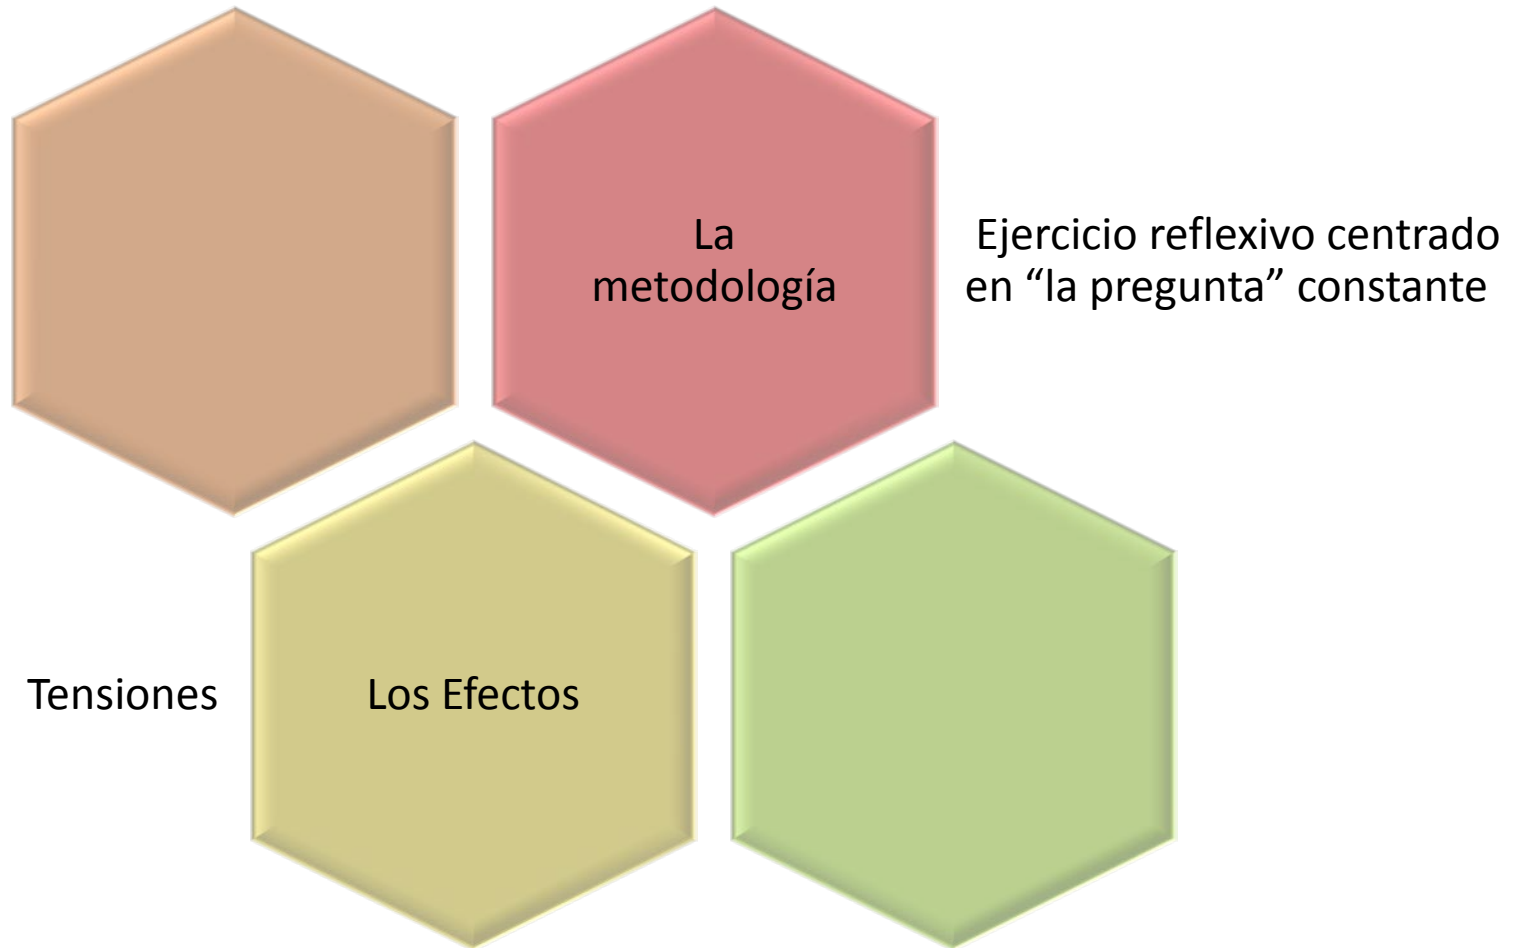 La
metodología
Ejercicio reflexivo centrado
en “la pregunta” constante
Tensiones
Los Efectos